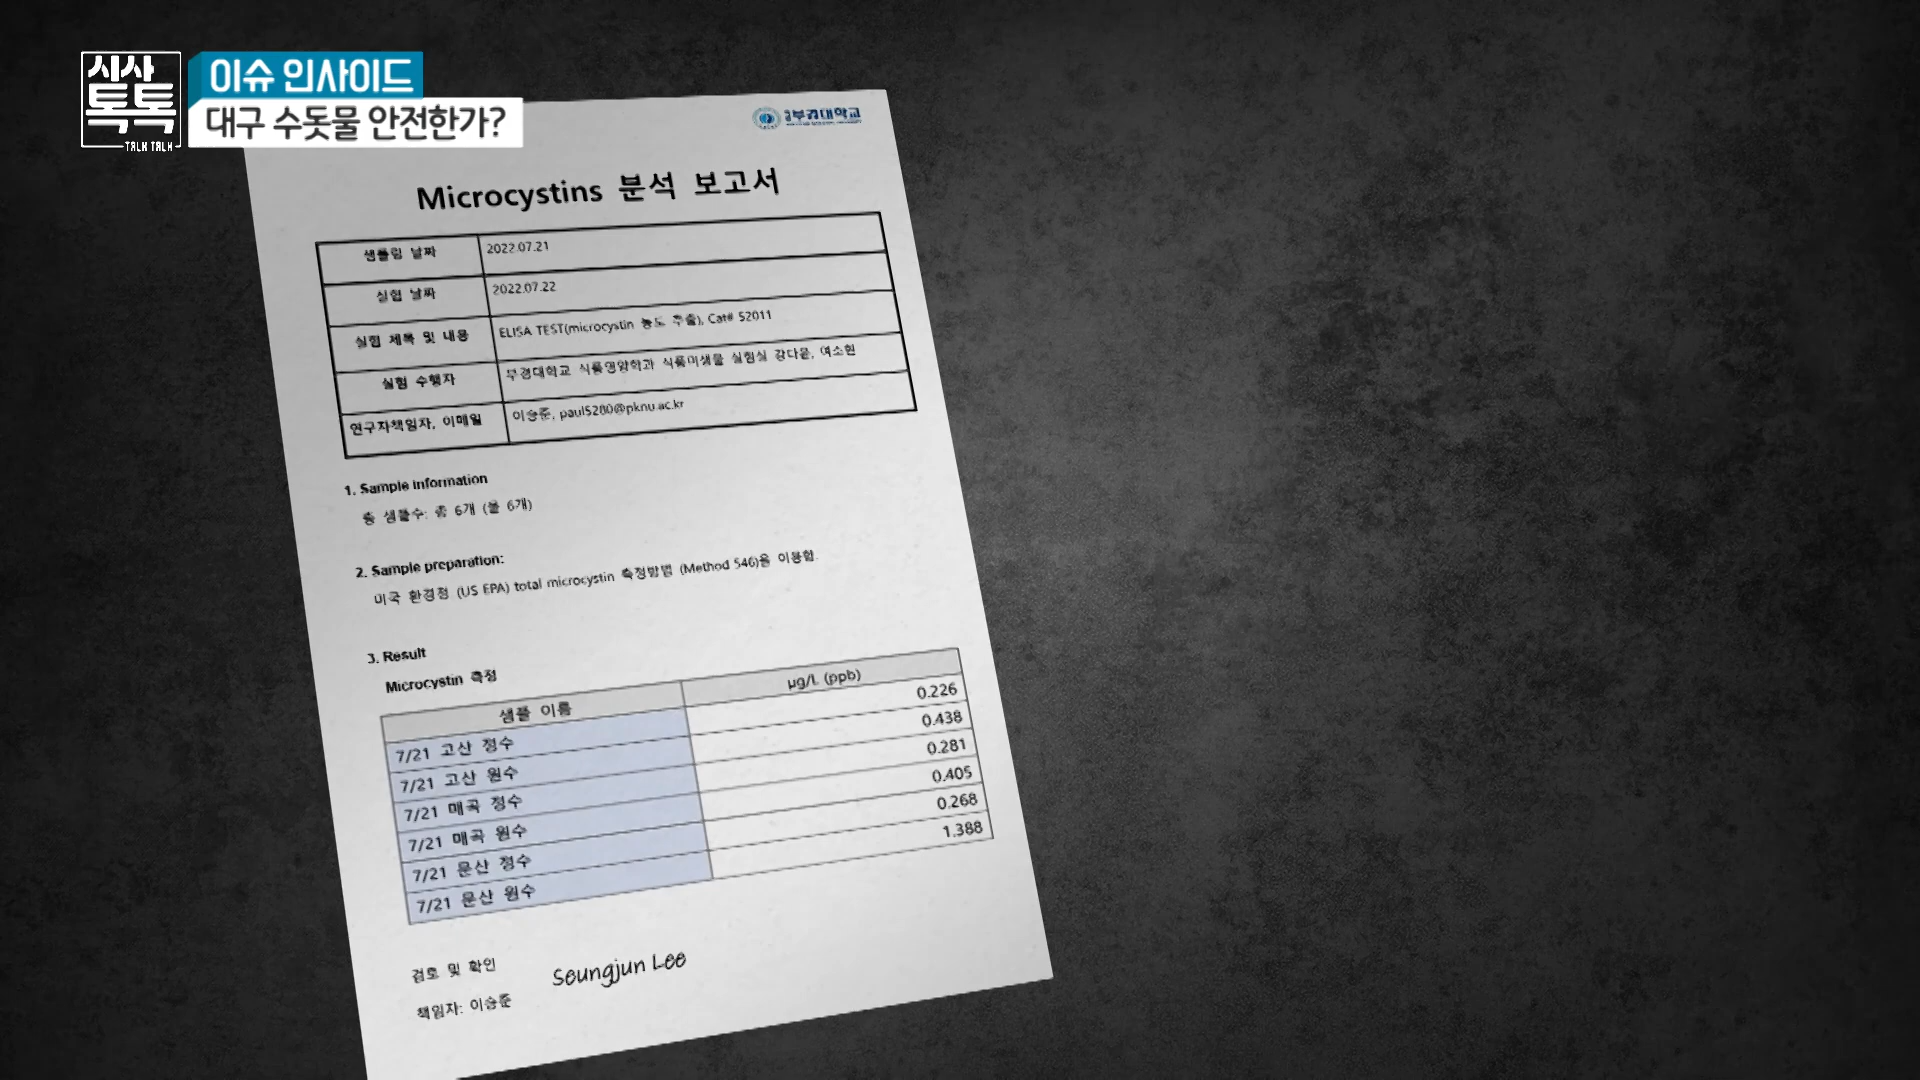 시사
톡톡
TALK TALK
이슈 인사이드
대구 수돗물 안전한가?
부경대학교
Microcystins 분석 보고서
샘플링 날짜 2022.07.21
실험 날짜 2022.07.22
실험 제목 및 내용 ELISA TEST(microcystin 농도 추출), Cat# 52011
실험 수행자 부경대학교 식품영양학과 식품미생물 실험실 강다운, 여소현
연구자책임자, 이메일 이승준, paul5280@pknu.ac.kr
1. Sample information
총 샘플수: 총 6개 (물 6개)
2. Sample preparation:
미국 환경청 (US EPA) total microcystin 측정방법 (Method 546)을 이용함.
3. Result
Microcystin 측정
샘플 이름 μg/L (ppb)
7/21 고산 정수 0.226
7/21 고산 원수 0.438
7/21 매곡 정수 0.281
7/21 매곡 원수 0.405
7/21 문산 정수 0.268
7/21 문산 원수 1.388
검토 및 확인
Seungjun Lee
책임자: 이승준